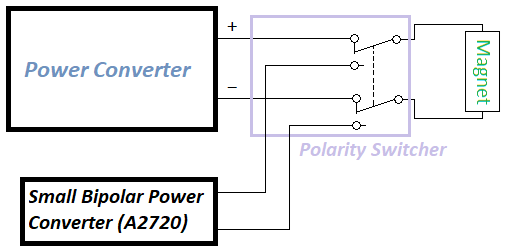 +
Power Converter
Magnet
−
Polarity Switcher
Small Bipolar Power
Converter (A2720)